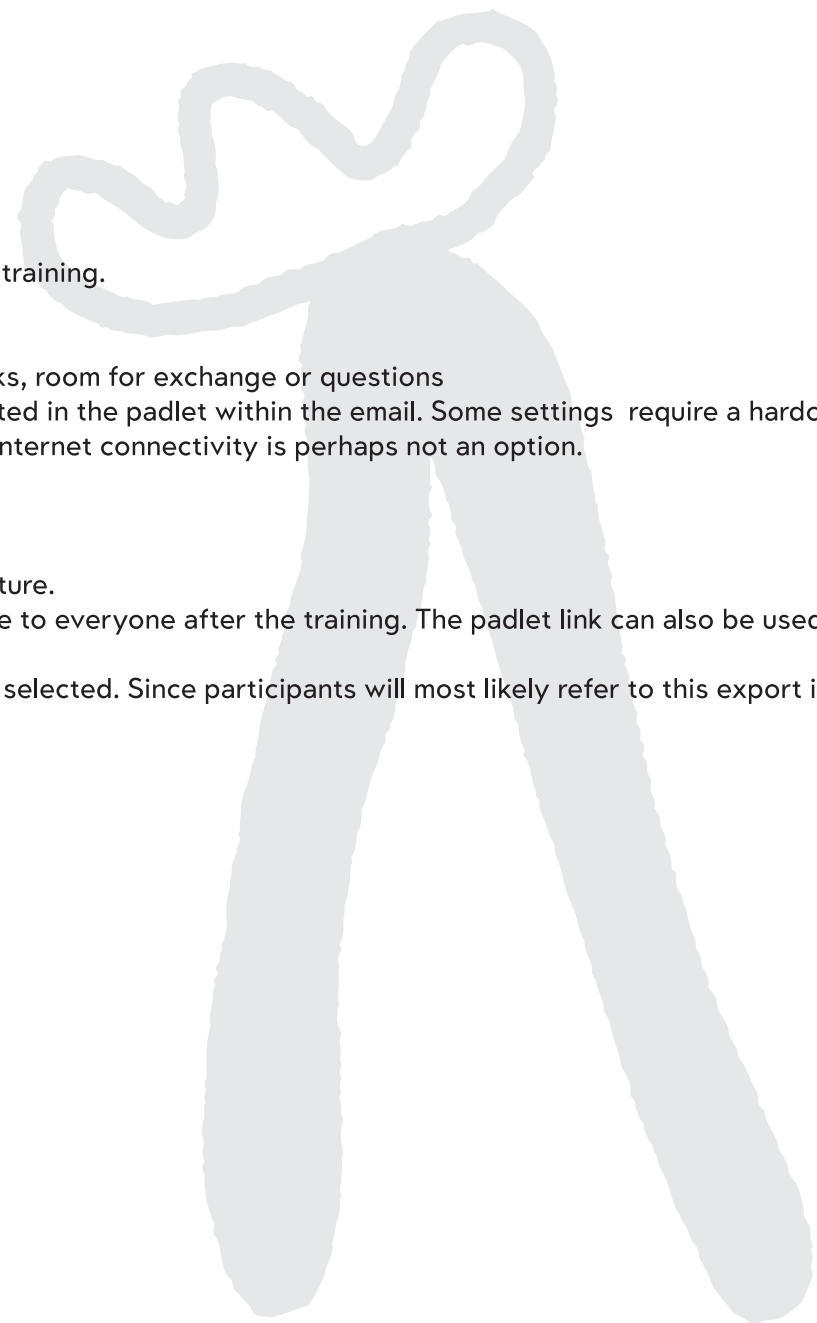 training.
ks, room for exchange or questions
ted in the padlet within the email. Some settings require a hardc
nternet connectivity is perhaps not an option.
ture.
e to everyone after the training. The padlet link can also be used
selected. Since participants will most likely refer to this export i